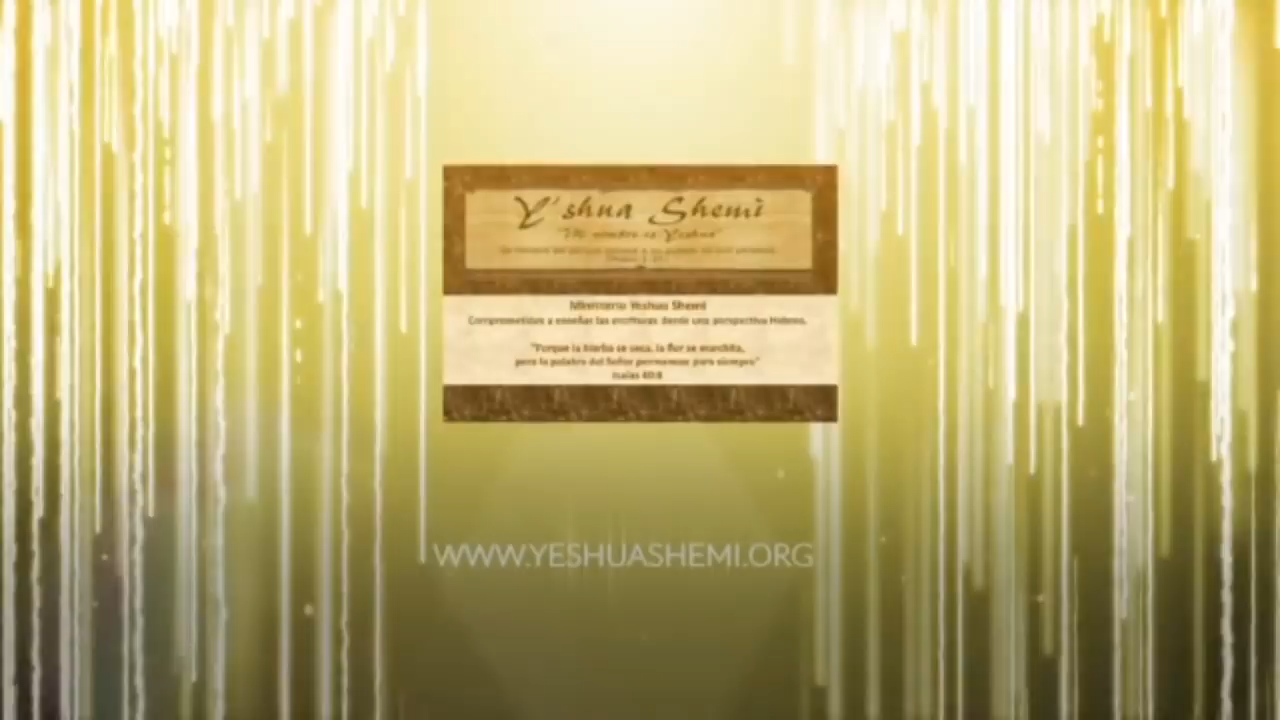 Y'shua Shemi
"Mi nombre es Yeshua"
Ministerio Yeshua Shemi
Comprometidos a enseñar las escrituras desde una perspectiva Hebrea.
"Porque la hierba se seca, la flor se marchita,
pero la palabra del Señor permanece para siempre"
Isaías 40:8
WWW.YESHUASHEMI.ORG